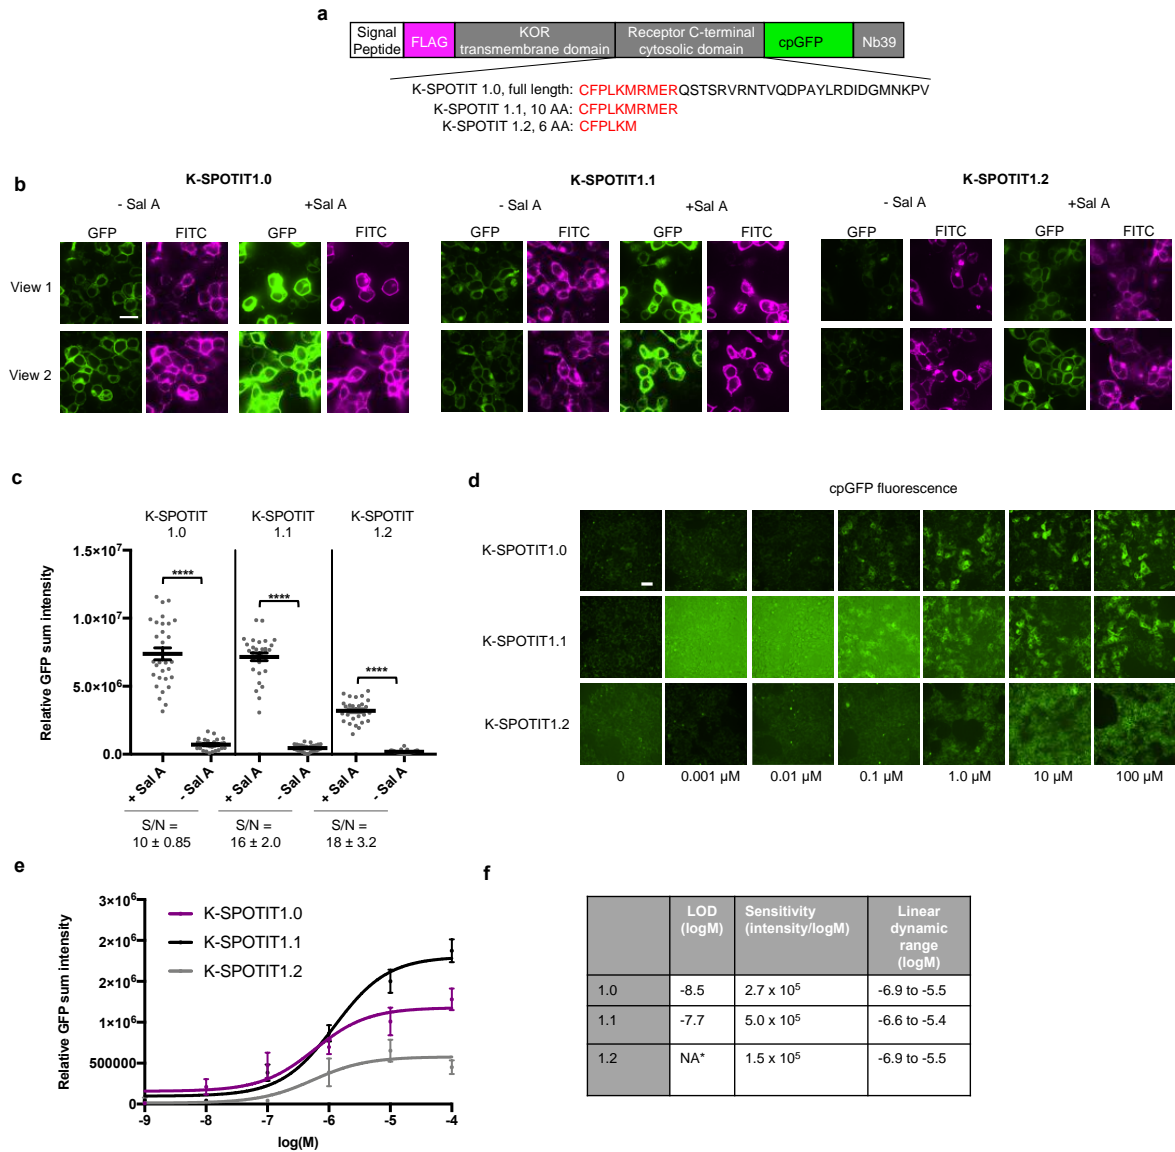 a
Signal
Peptide
FLAG
KOR
transmembrane domain
Receptor C-terminal
cytosolic domain
cpGFP
Nb39
K-SPOTIT 1.0, full length: CFPLKMRMERQSTSRVRNTVQDPAYLRDIDGMNKPV
K-SPOTIT 1.1, 10 AA: CFPLKMRMER
K-SPOTIT 1.2, 6 AA: CFPLKM
b
K-SPOTIT1.0 K-SPOTIT1.1 K-SPOTIT1.2
- Sal A +Sal A - Sal A +Sal A - Sal A +Sal A
GFP FITC GFP FITC GFP FITC GFP FITC GFP FITC GFP FITC
View 1
View 2
c
K-SPOTIT
1.0
K-SPOTIT
1.1
K-SPOTIT
1.2
Relative GFP sum intensity
1.5×10⁷
1.0×10⁷
5.0×10⁶
0.0
**** **** ****
+ Sal A - Sal A + Sal A - Sal A + Sal A - Sal A
S/N =
10 ± 0.85
S/N =
16 ± 2.0
S/N =
18 ± 3.2
d
cpGFP fluorescence
K-SPOTIT1.0
K-SPOTIT1.1
K-SPOTIT1.2
0 0.001 µM 0.01 µM 0.1 µM 1.0 µM 10 µM 100 µM
e
Relative GFP sum intensity
3×10⁶
2×10⁶
2×10⁶
1×10⁶
500000
0
K-SPOTIT1.0
K-SPOTIT1.1
K-SPOTIT1.2
-9 -8 -7 -6 -5 -4
log(M)
f
LOD
(logM)
Sensitivity
(intensity/logM)
Linear
dynamic
range
(logM)
1.0 -8.5 2.7 x 10⁵ -6.9 to -5.5
1.1 -7.7 5.0 x 10⁵ -6.6 to -5.4
1.2 NA* 1.5 x 10⁵ -6.9 to -5.5